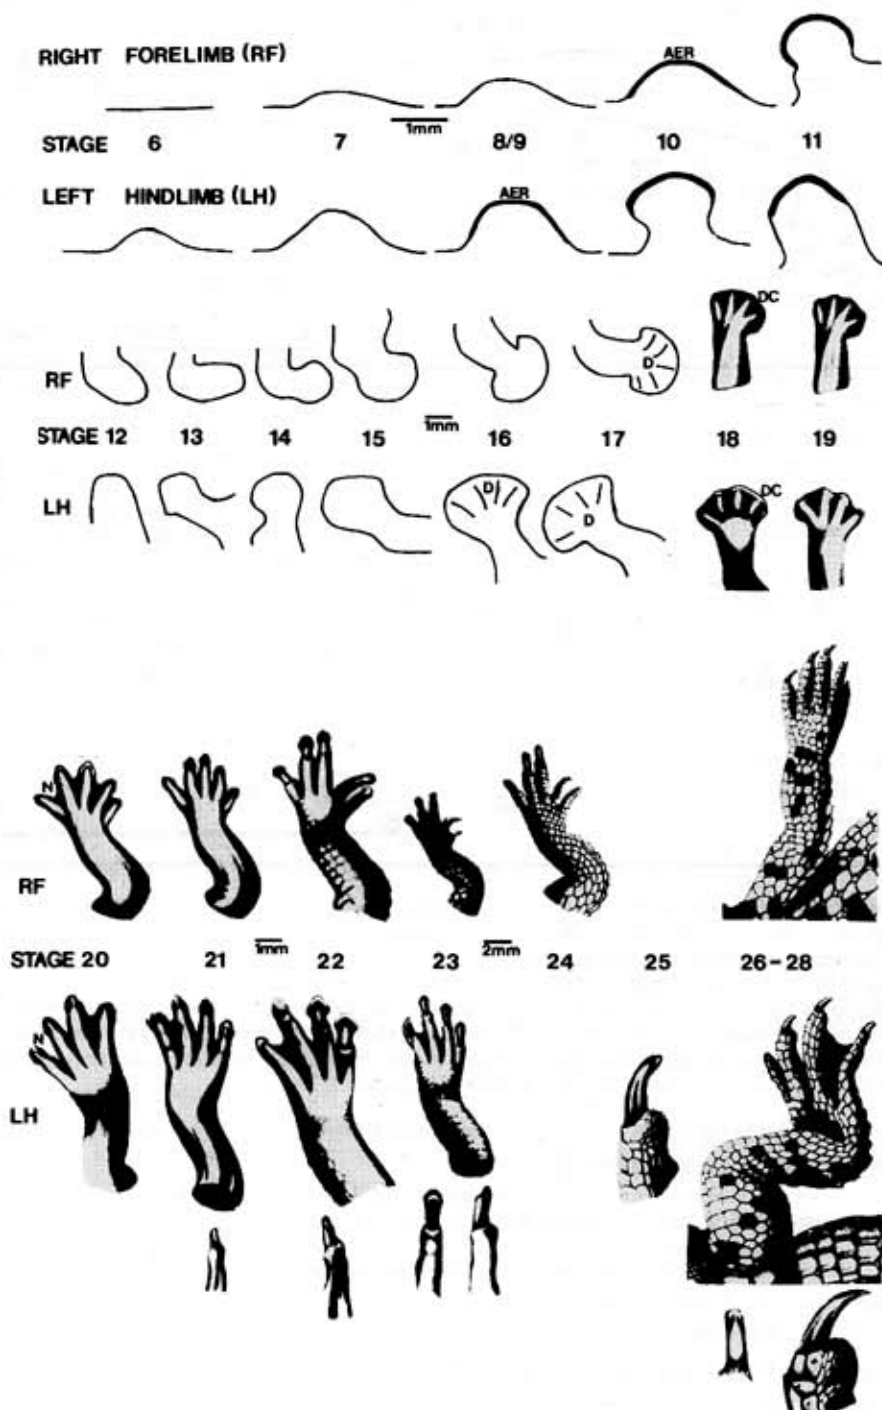 RIGHT FORELIMB (RF)
AER
1mm
STAGE 6 7 8/9 10 11
LEFT HINDLIMB (LH)
AER
DC
RF
D
1mm
STAGE 12 13 14 15 16 17 18 19
LH
D
D
DC
N
RF
1mm
2mm
STAGE 20 21 22 23 24 25 26-28
N
LH